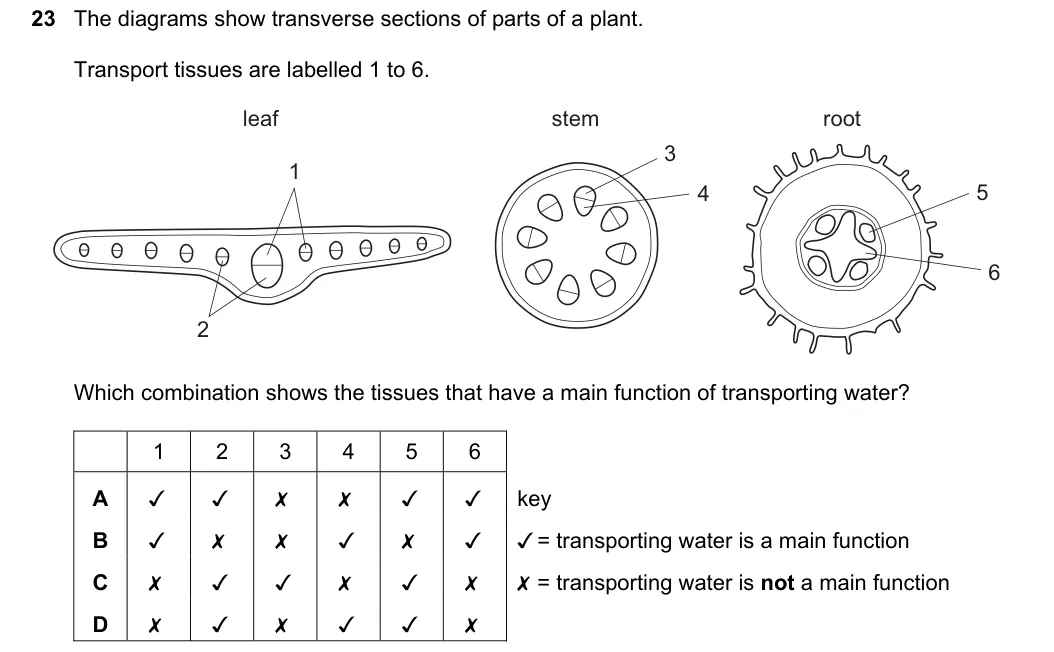 23 The diagrams show transverse sections of parts of a plant.
Transport tissues are labelled 1 to 6.
leaf stem root
1
2
3
4
5
6
Which combination shows the tissues that have a main function of transporting water?
1 2 3 4 5 6
A ✓ ✓ ✗ ✗ ✓ ✓ key
B ✓ ✗ ✗ ✓ ✗ ✓ ✓ = transporting water is a main function
C ✗ ✓ ✓ ✗ ✓ ✗ ✗ = transporting water is not a main function
D ✗ ✓ ✗ ✓ ✓ ✗